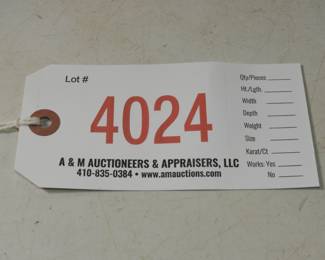 Lot #
4024
A & M AUCTIONEERS & APPRAISERS, LLC
410-835-0384 • www.amauctions.com
Qty/Pieces
Ht./Lgth.
Width
Depth
Weight
Size
Karat/Ct.
Works: Yes
No